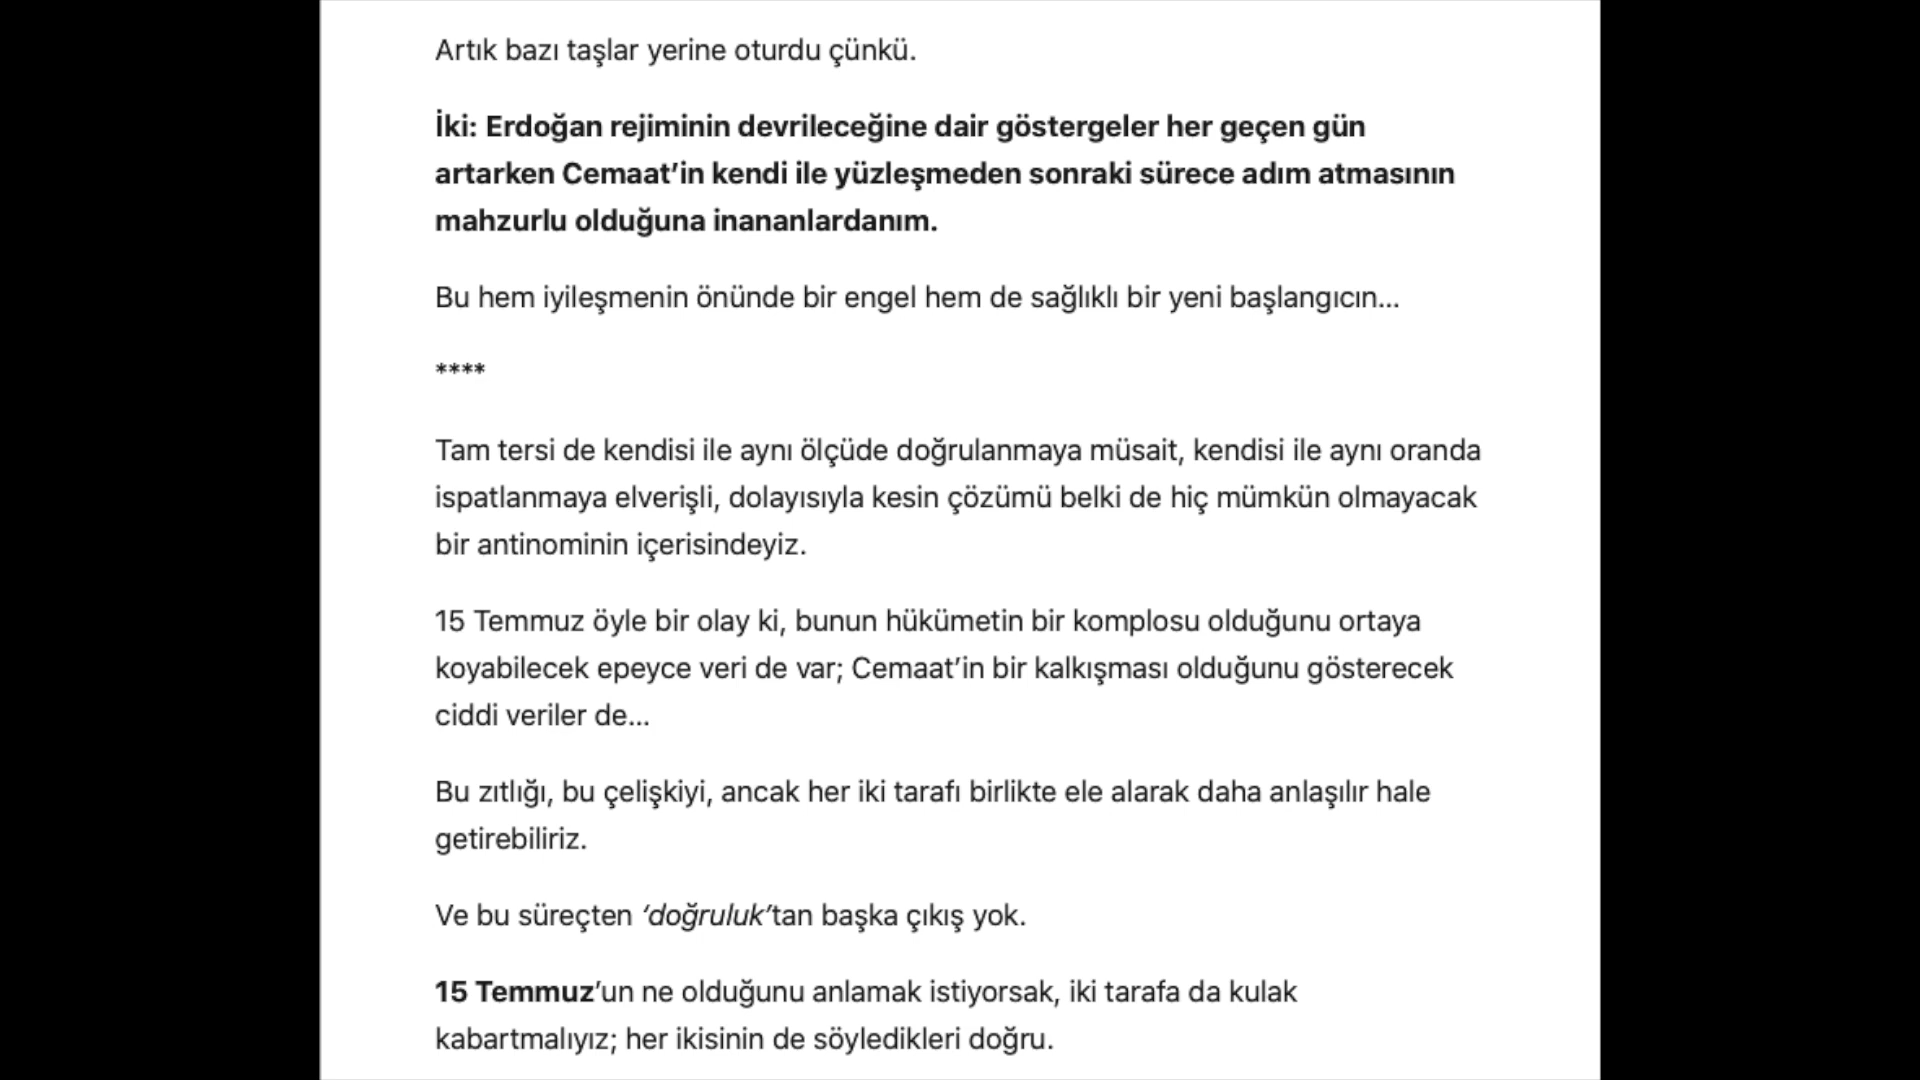 Artık bazı taşlar yerine oturdu çünkü.
İki: Erdoğan rejiminin devrileceğine dair göstergeler her geçen gün
artarken Cemaat’in kendi ile yüzleşmeden sonraki sürece adım atmasının
mahzurlu olduğuna inananlardanım.
Bu hem iyileşmenin önünde bir engel hem de sağlıklı bir yeni başlangıcın...
****
Tam tersi de kendisi ile aynı ölçüde doğrulanmaya müsait, kendisi ile aynı oranda
ispatlanmaya elverişli, dolayısıyla kesin çözümü belki de hiç mümkün olmayacak
bir antinominin içerisindeyiz.
15 Temmuz öyle bir olay ki, bunun hükümetin bir komplosu olduğunu ortaya
koyabilecek epeyce veri de var; Cemaat’in bir kalkışması olduğunu gösterecek
ciddi veriler de...
Bu zıtlığı, bu çelişkiyi, ancak her iki tarafı birlikte ele alarak daha anlaşılır hale
getirebiliriz.
Ve bu süreçten ‘doğruluk’tan başka çıkış yok.
15 Temmuz’un ne olduğunu anlamak istiyorsak, iki tarafa da kulak
kabartmalıyız; her ikisinin de söyledikleri doğru.